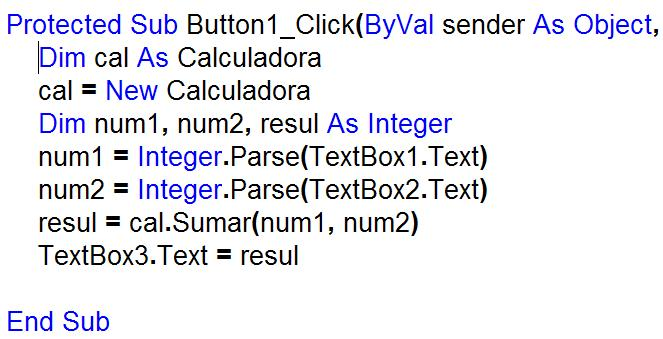 Protected Sub Button1_Click(ByVal sender As Object,
Dim cal As Calculadora
cal = New Calculadora
Dim num1, num2, resul As Integer
num1 = Integer.Parse(TextBox1.Text)
num2 = Integer.Parse(TextBox2.Text)
resul = cal.Sumar(num1, num2)
TextBox3.Text = resul
End Sub